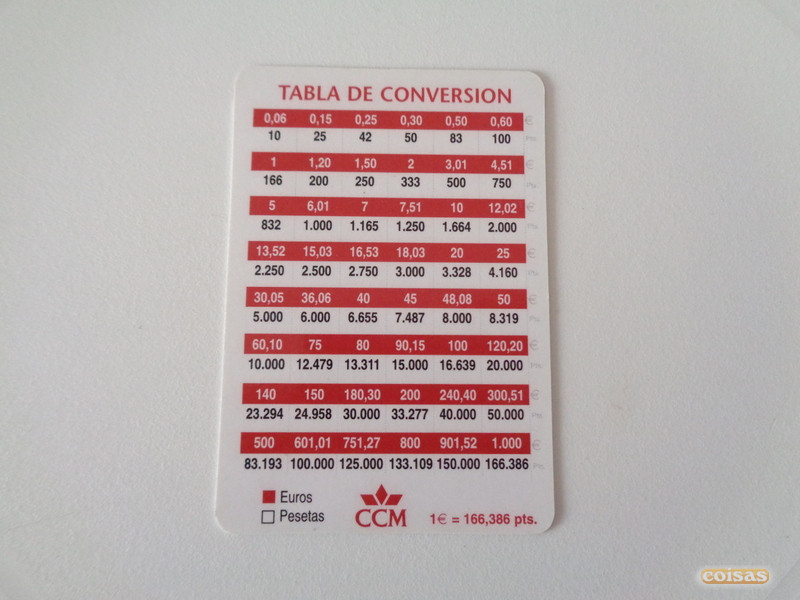 TABLA DE CONVERSION
0,06 0,15 0,25 0,30 0,50 0,60 €
10 25 42 50 83 100 Pts
1 1,20 1,50 2 3,01 4,51 €
166 200 250 333 500 750 Pts
5 6,01 7 7,51 10 12,02 €
832 1.000 1.165 1.250 1.664 2.000 Pts
13,52 15,03 16,53 18,03 20 25 €
2.250 2.500 2.750 3.000 3.328 4.160 Pts
30,05 36,06 40 45 48,08 50 €
5.000 6.000 6.655 7.487 8.000 8.319 Pts
60,10 75 80 90,15 100 120,20 €
10.000 12.479 13.311 15.000 16.639 20.000 Pts
140 150 180,30 200 240,40 300,51 €
23.294 24.958 30.000 33.277 40.000 50.000 Pts
500 601,01 751,27 800 901,52 1.000 €
83.193 100.000 125.000 133.109 150.000 166.386 Pts
Euros
Pesetas
CCM
1€ = 166,386 pts.
coisas